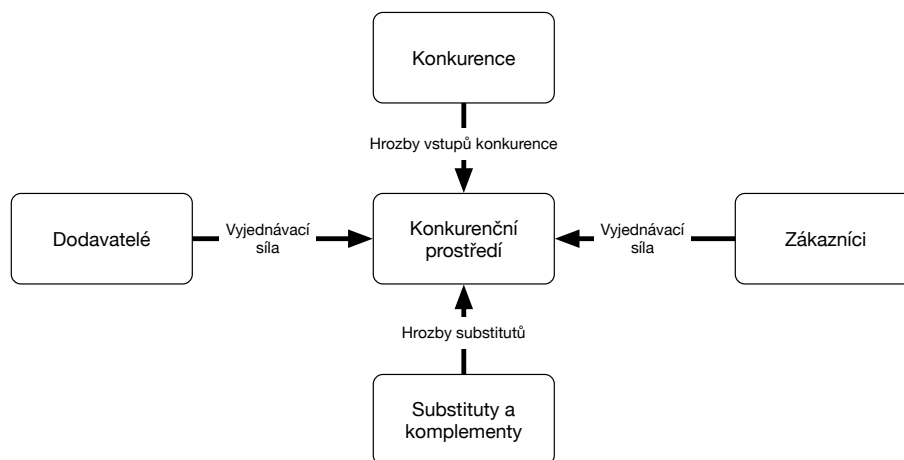 Konkurence
Hrozby vstupů konkurence
Dodavatelé
Vyjednávací
síla
Konkurenční
prostředí
Vyjednávací
síla
Zákazníci
Hrozby substitutů
Substituty a
komplementy